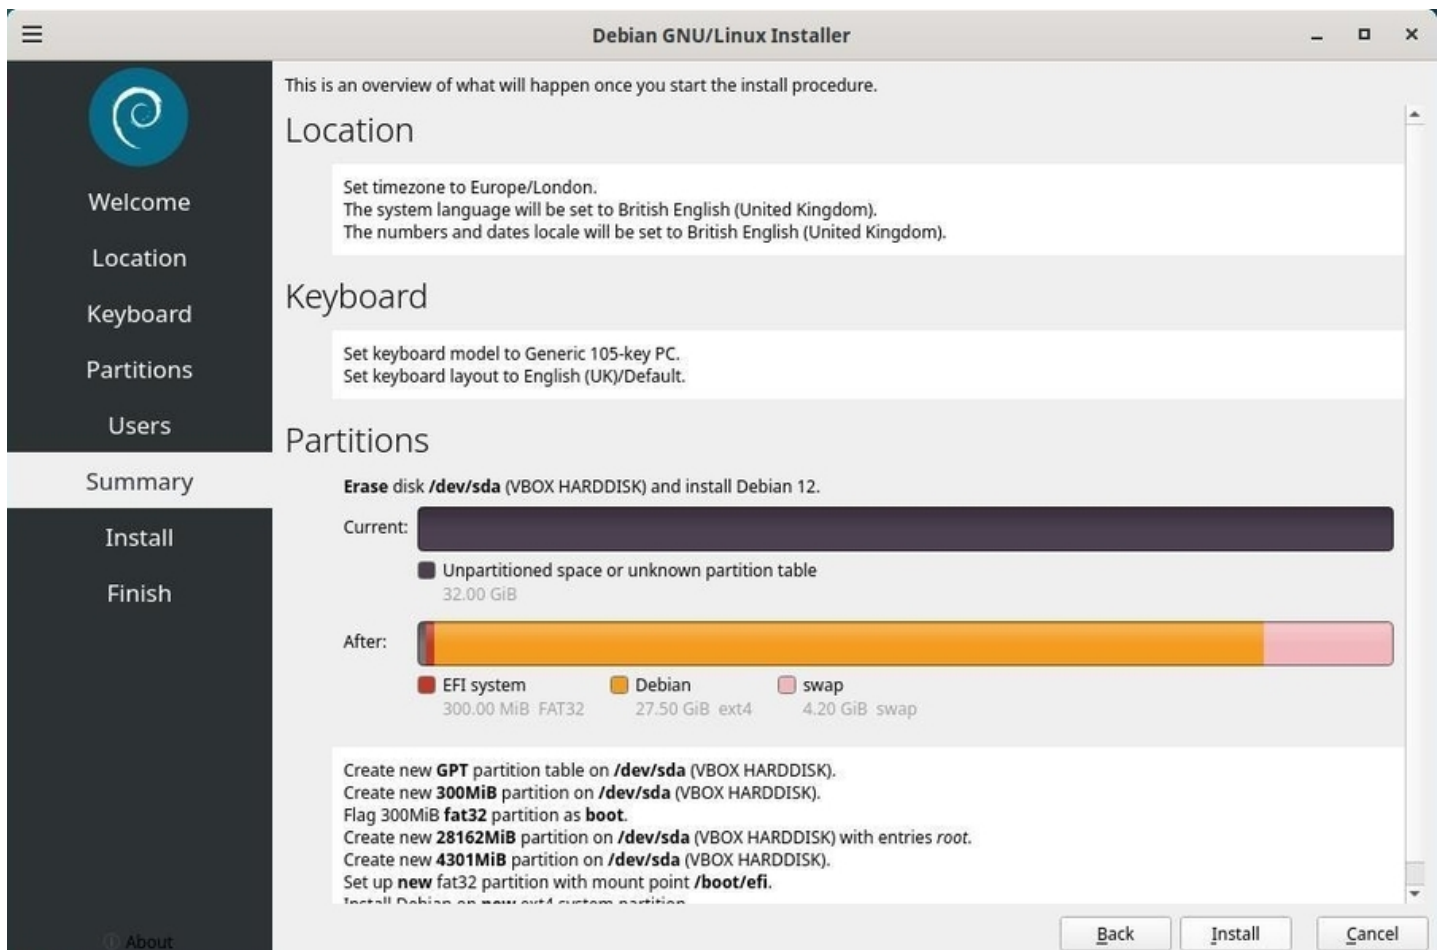 Debian GNU/Linux Installer
Welcome
Location
Keyboard
Partitions
Users
Summary
Install
Finish
About
This is an overview of what will happen once you start the install procedure.
Location
Set timezone to Europe/London.
The system language will be set to British English (United Kingdom).
The numbers and dates locale will be set to British English (United Kingdom).
Keyboard
Set keyboard model to Generic 105-key PC.
Set keyboard layout to English (UK)/Default.
Partitions
Erase disk /dev/sda (VBOX HARDDISK) and install Debian 12.
Current:
Unpartitioned space or unknown partition table
32.00 GiB
After:
EFI system Debian swap
300.00 MiB FAT32 27.50 GiB ext4 4.20 GiB swap
Create new GPT partition table on /dev/sda (VBOX HARDDISK).
Create new 300MiB partition on /dev/sda (VBOX HARDDISK).
Flag 300MiB fat32 partition as boot.
Create new 28162MiB partition on /dev/sda (VBOX HARDDISK) with entries root.
Create new 4301MiB partition on /dev/sda (VBOX HARDDISK).
Set up new fat32 partition with mount point /boot/efi.
Install Debian on new ext4 system partition
Back Install Cancel